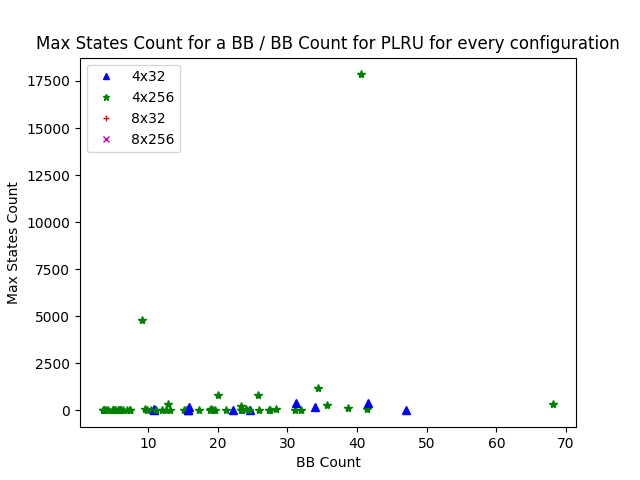 Max States Count for a BB / BB Count for PLRU for every configuration
4x32
4x256
8x32
8x256
17500
15000
12500
10000
7500
5000
2500
0
Max States Count
10 20 30 40 50 60 70
BB Count